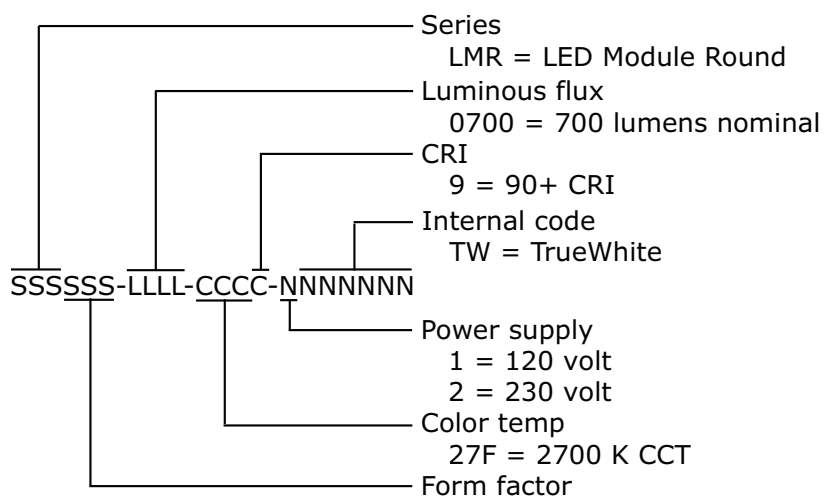 Series
LMR = LED Module Round
Luminous flux
0700 = 700 lumens nominal
CRI
9 = 90+ CRI
Internal code
TW = TrueWhite
SSSSSS-LLLL-CCCC-NNNNNNN
Power supply
1 = 120 volt
2 = 230 volt
Color temp
27F = 2700 K CCT
Form factor